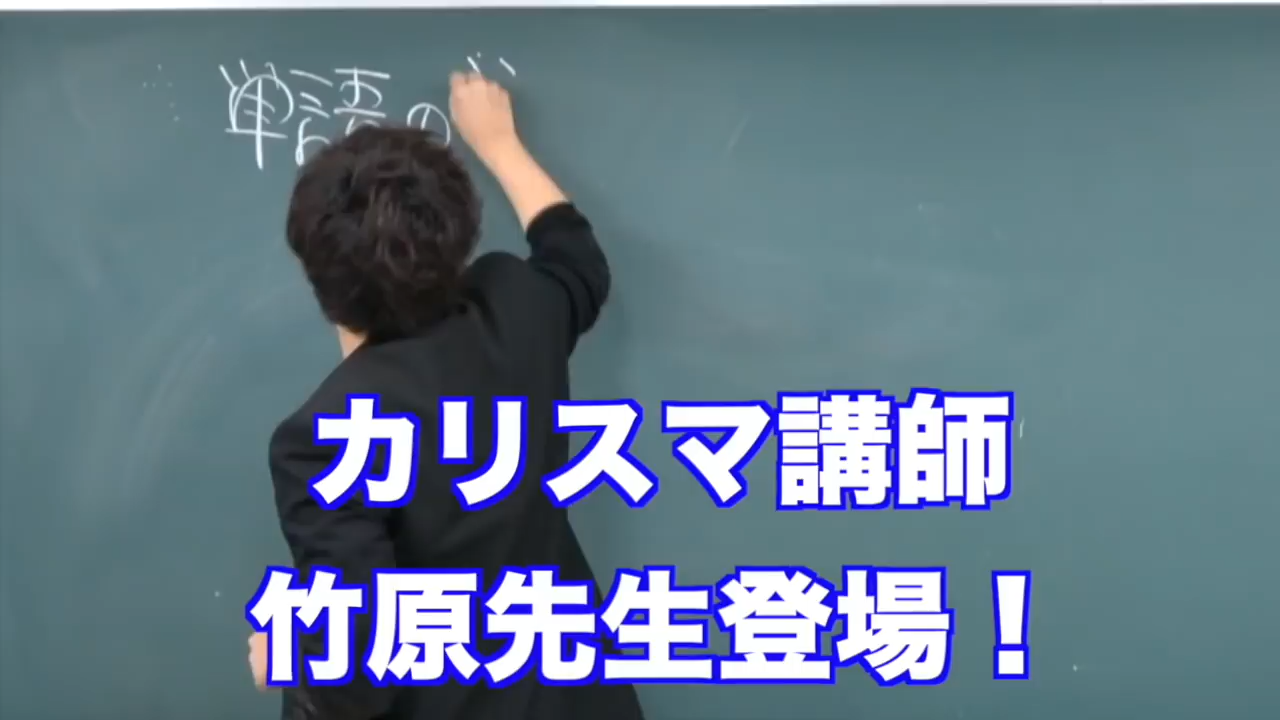 単語の
カリスマ講師
竹原先生登場！